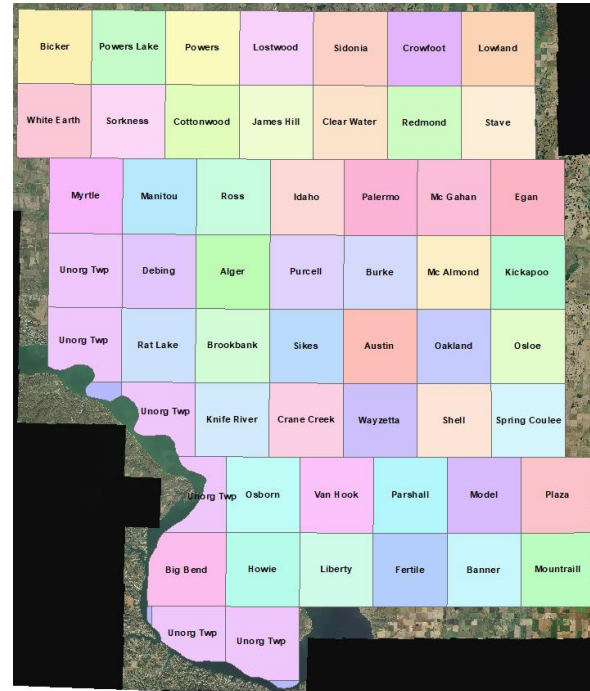 Bicker Powers Lake Powers Lostwood Sidonia Crowfoot Lowland
White Earth Sorkness Cottonwood James Hill Clear Water Redmond Stave
Myrtle Manitou Ross Idaho Palermo Mc Gahan Egan
Unorg Twp Debing Alger Purcell Burke Mc Almond Kickapoo
Unorg Twp Rat Lake Brookbank Sikes Austin Oakland Osloe
Unorg Twp Knife River Crane Creek Wayzetta Shell Spring Coulee
Unorg Twp Osborn Van Hook Parshall Model Plaza
Big Bend Howie Liberty Fertile Banner Mountraill
Unorg Twp Unorg Twp